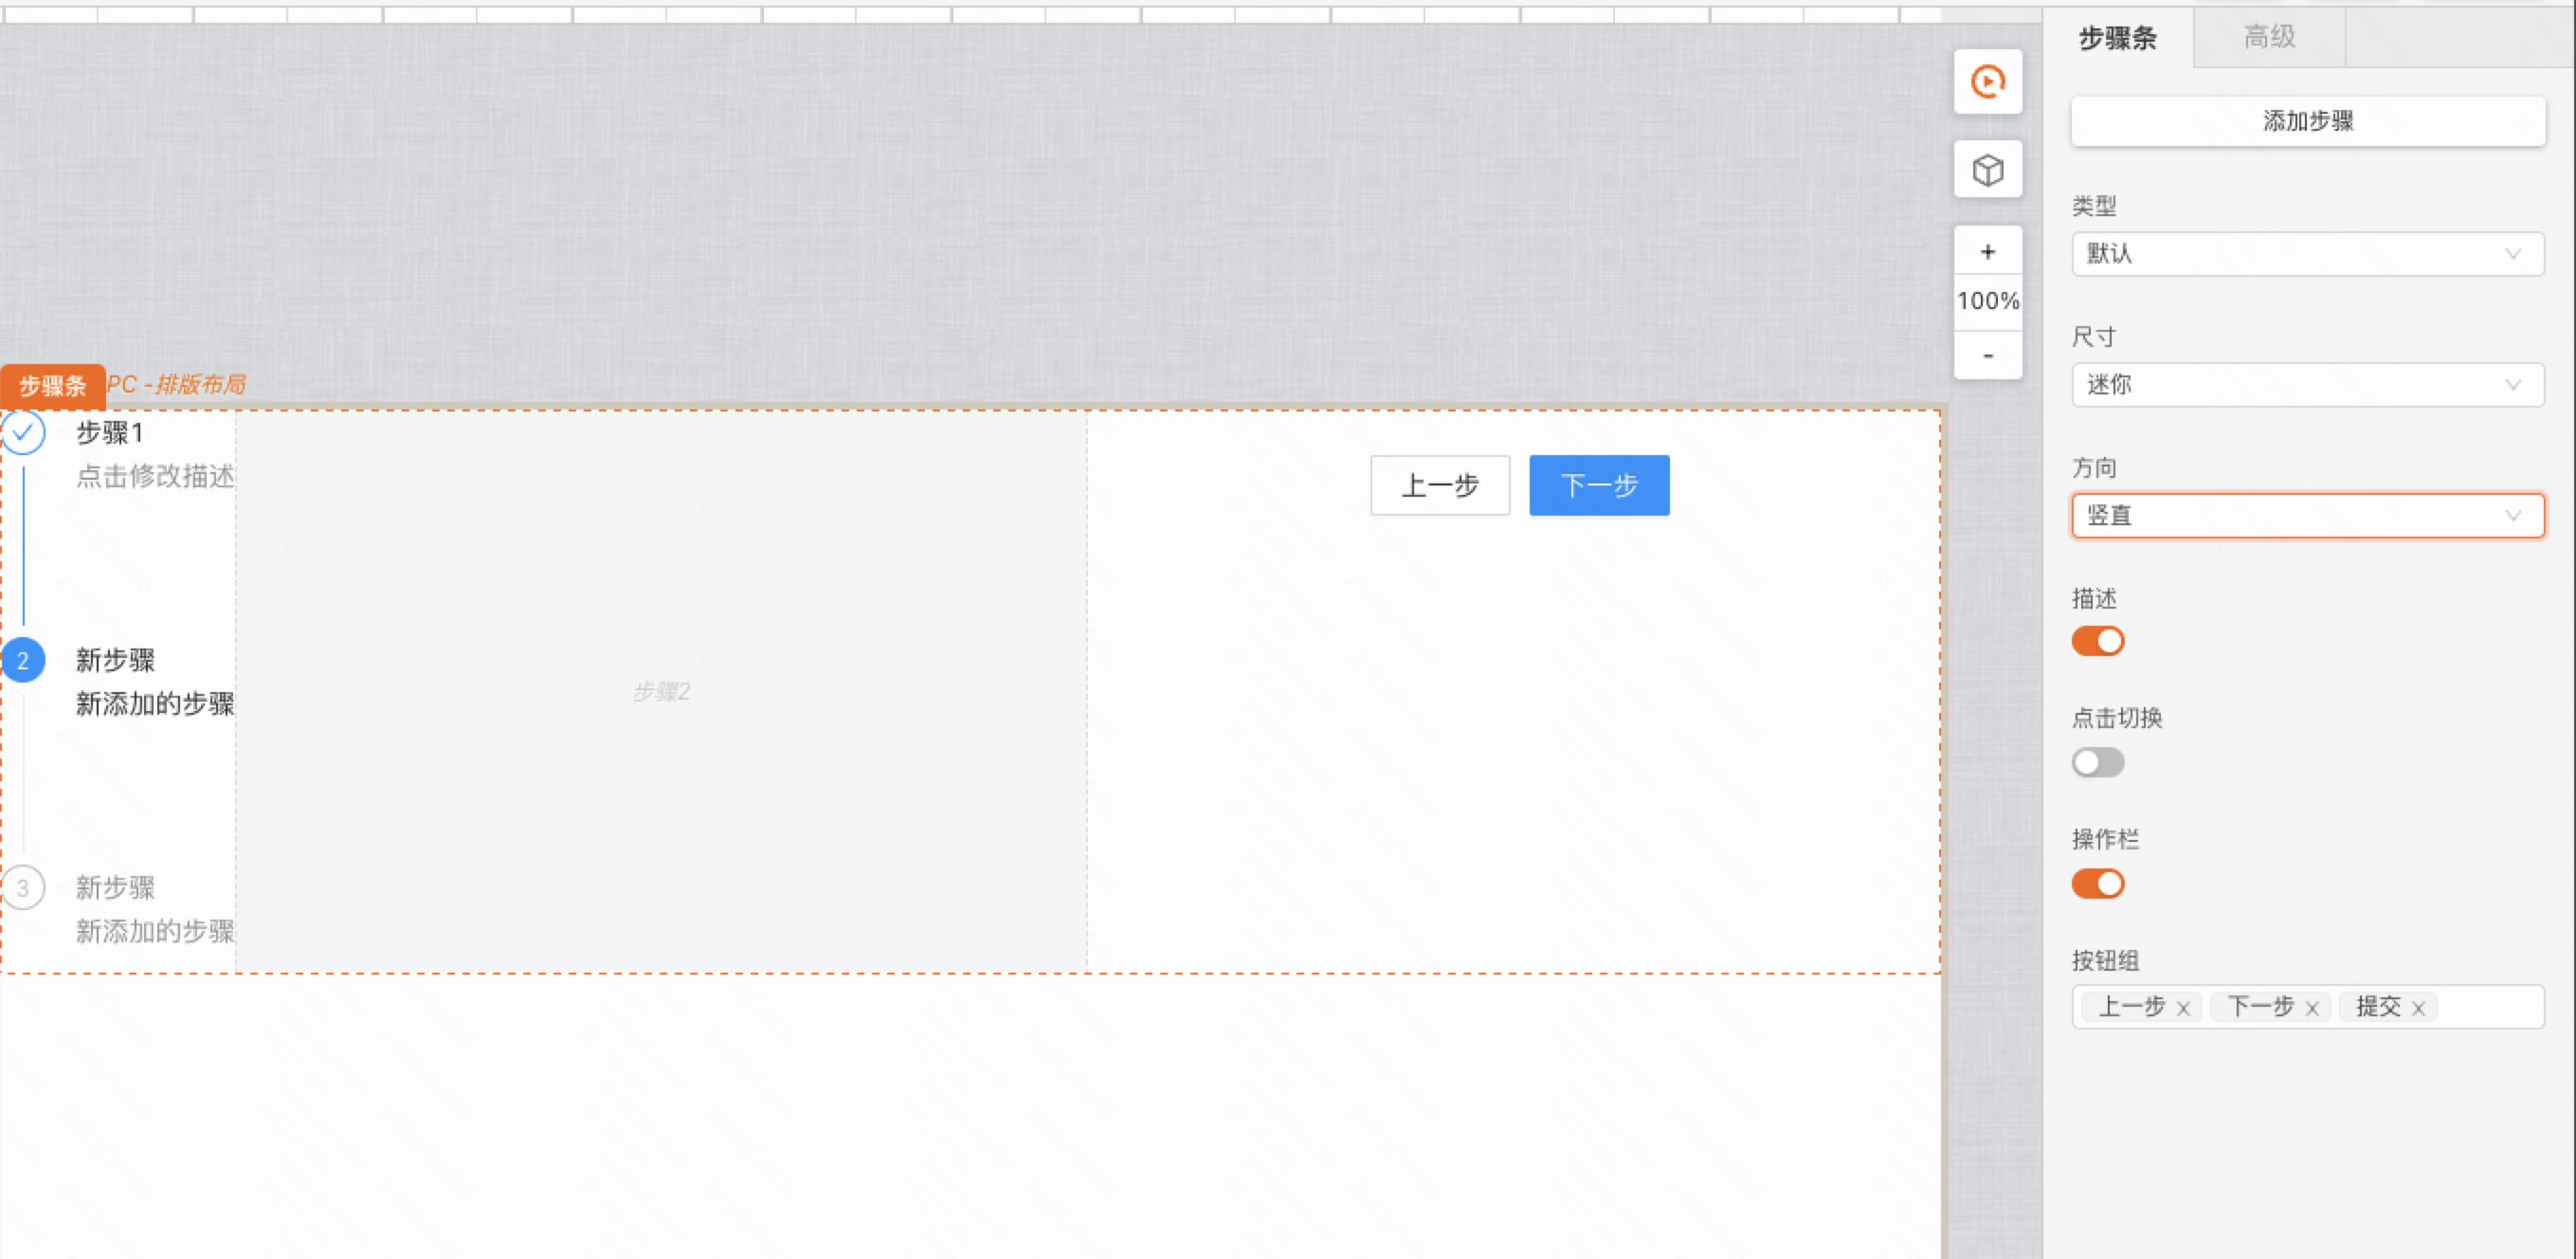 步骤条
高级
添加步骤
类型
默认
尺寸
迷你
方向
竖直
描述
点击切换
操作栏
按钮组
上一步 x 下一步 x 提交 x
+
100%
-
步骤条 PC -排版布局
步骤1
点击修改描述
2 新步骤
新添加的步骤
3 新步骤
新添加的步骤
步骤2
上一步
下一步